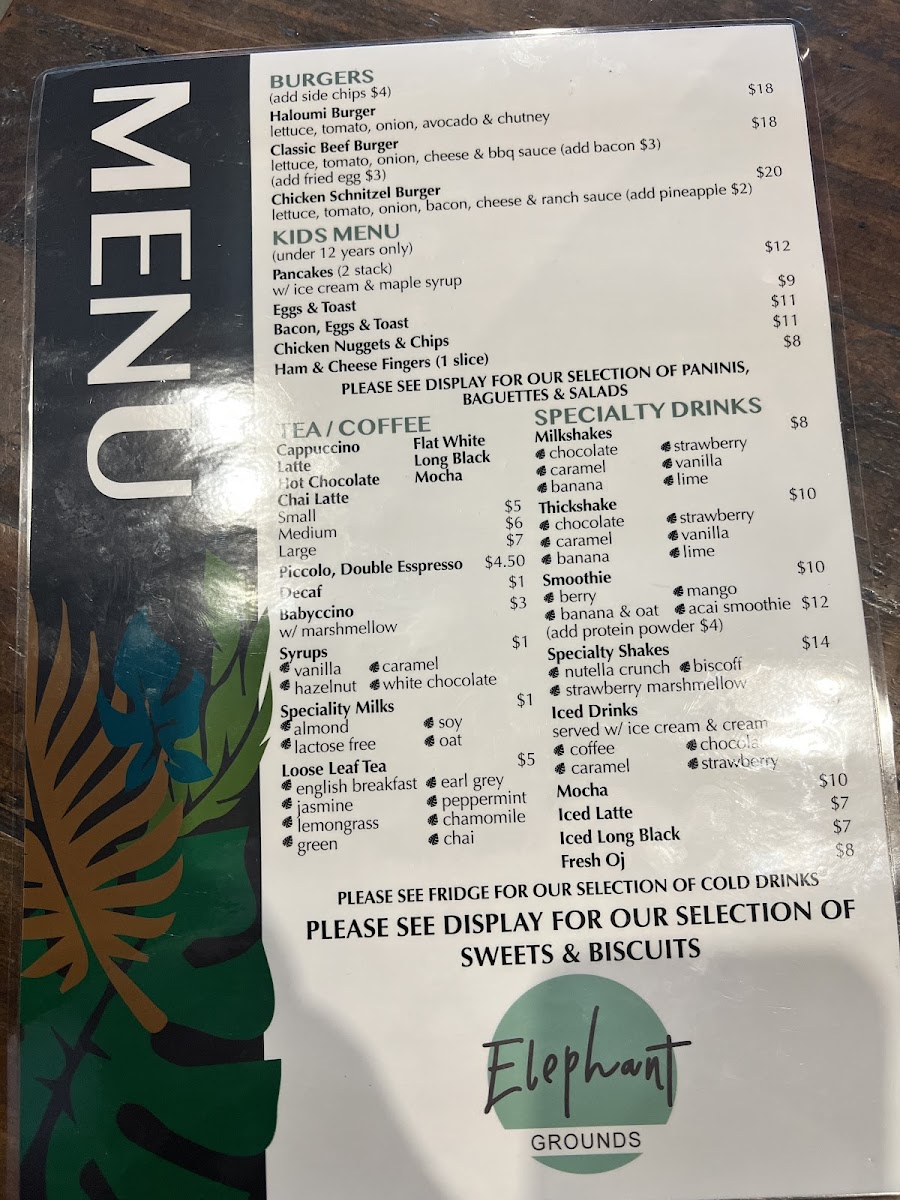 MENU
BURGERS
(add side chips $4)
Haloumi Burger $18
lettuce, tomato, onion, avocado & chutney
Classic Beef Burger $18
lettuce, tomato, onion, cheese & bbq sauce (add bacon $3)
(add fried egg $3)
Chicken Schnitzel Burger $20
lettuce, tomato, onion, bacon, cheese & ranch sauce (add pineapple $2)
KIDS MENU
(under 12 years only)
Pancakes (2 stack) $12
w/ ice cream & maple syrup
Eggs & Toast $9
Bacon, Eggs & Toast $11
Chicken Nuggets & Chips $11
Ham & Cheese Fingers (1 slice) $8
PLEASE SEE DISPLAY FOR OUR SELECTION OF PANINIS,
BAGUETTES & SALADS
TEA / COFFEE
Cappuccino Flat White
Latte Long Black
Hot Chocolate Mocha
Chai Latte
Small $5
Medium $6
Large $7
Piccolo, Double Esspresso $4.50
Decaf $1
Babyccino $3
w/ marshmellow
Syrups $1
vanilla caramel
hazelnut white chocolate
Speciality Milks $1
almond soy
lactose free oat
Loose Leaf Tea $5
english breakfast earl grey
jasmine peppermint
lemongrass chamomile
green chai
SPECIALTY DRINKS
Milkshakes $8
chocolate strawberry
caramel vanilla
banana lime
Thickshake $10
chocolate strawberry
caramel vanilla
banana lime
Smoothie $10
berry mango
banana & oat acai smoothie $12
(add protein powder $4)
Specialty Shakes $14
nutella crunch biscoff
strawberry marshmellow
Iced Drinks
served w/ ice cream & cream
coffee
caramel strawberry
Mocha $10
Iced Latte $7
Iced Long Black $7
Fresh Oj $8
PLEASE SEE FRIDGE FOR OUR SELECTION OF COLD DRINKS
PLEASE SEE DISPLAY FOR OUR SELECTION OF
SWEETS & BISCUITS
Elephant
GROUNDS